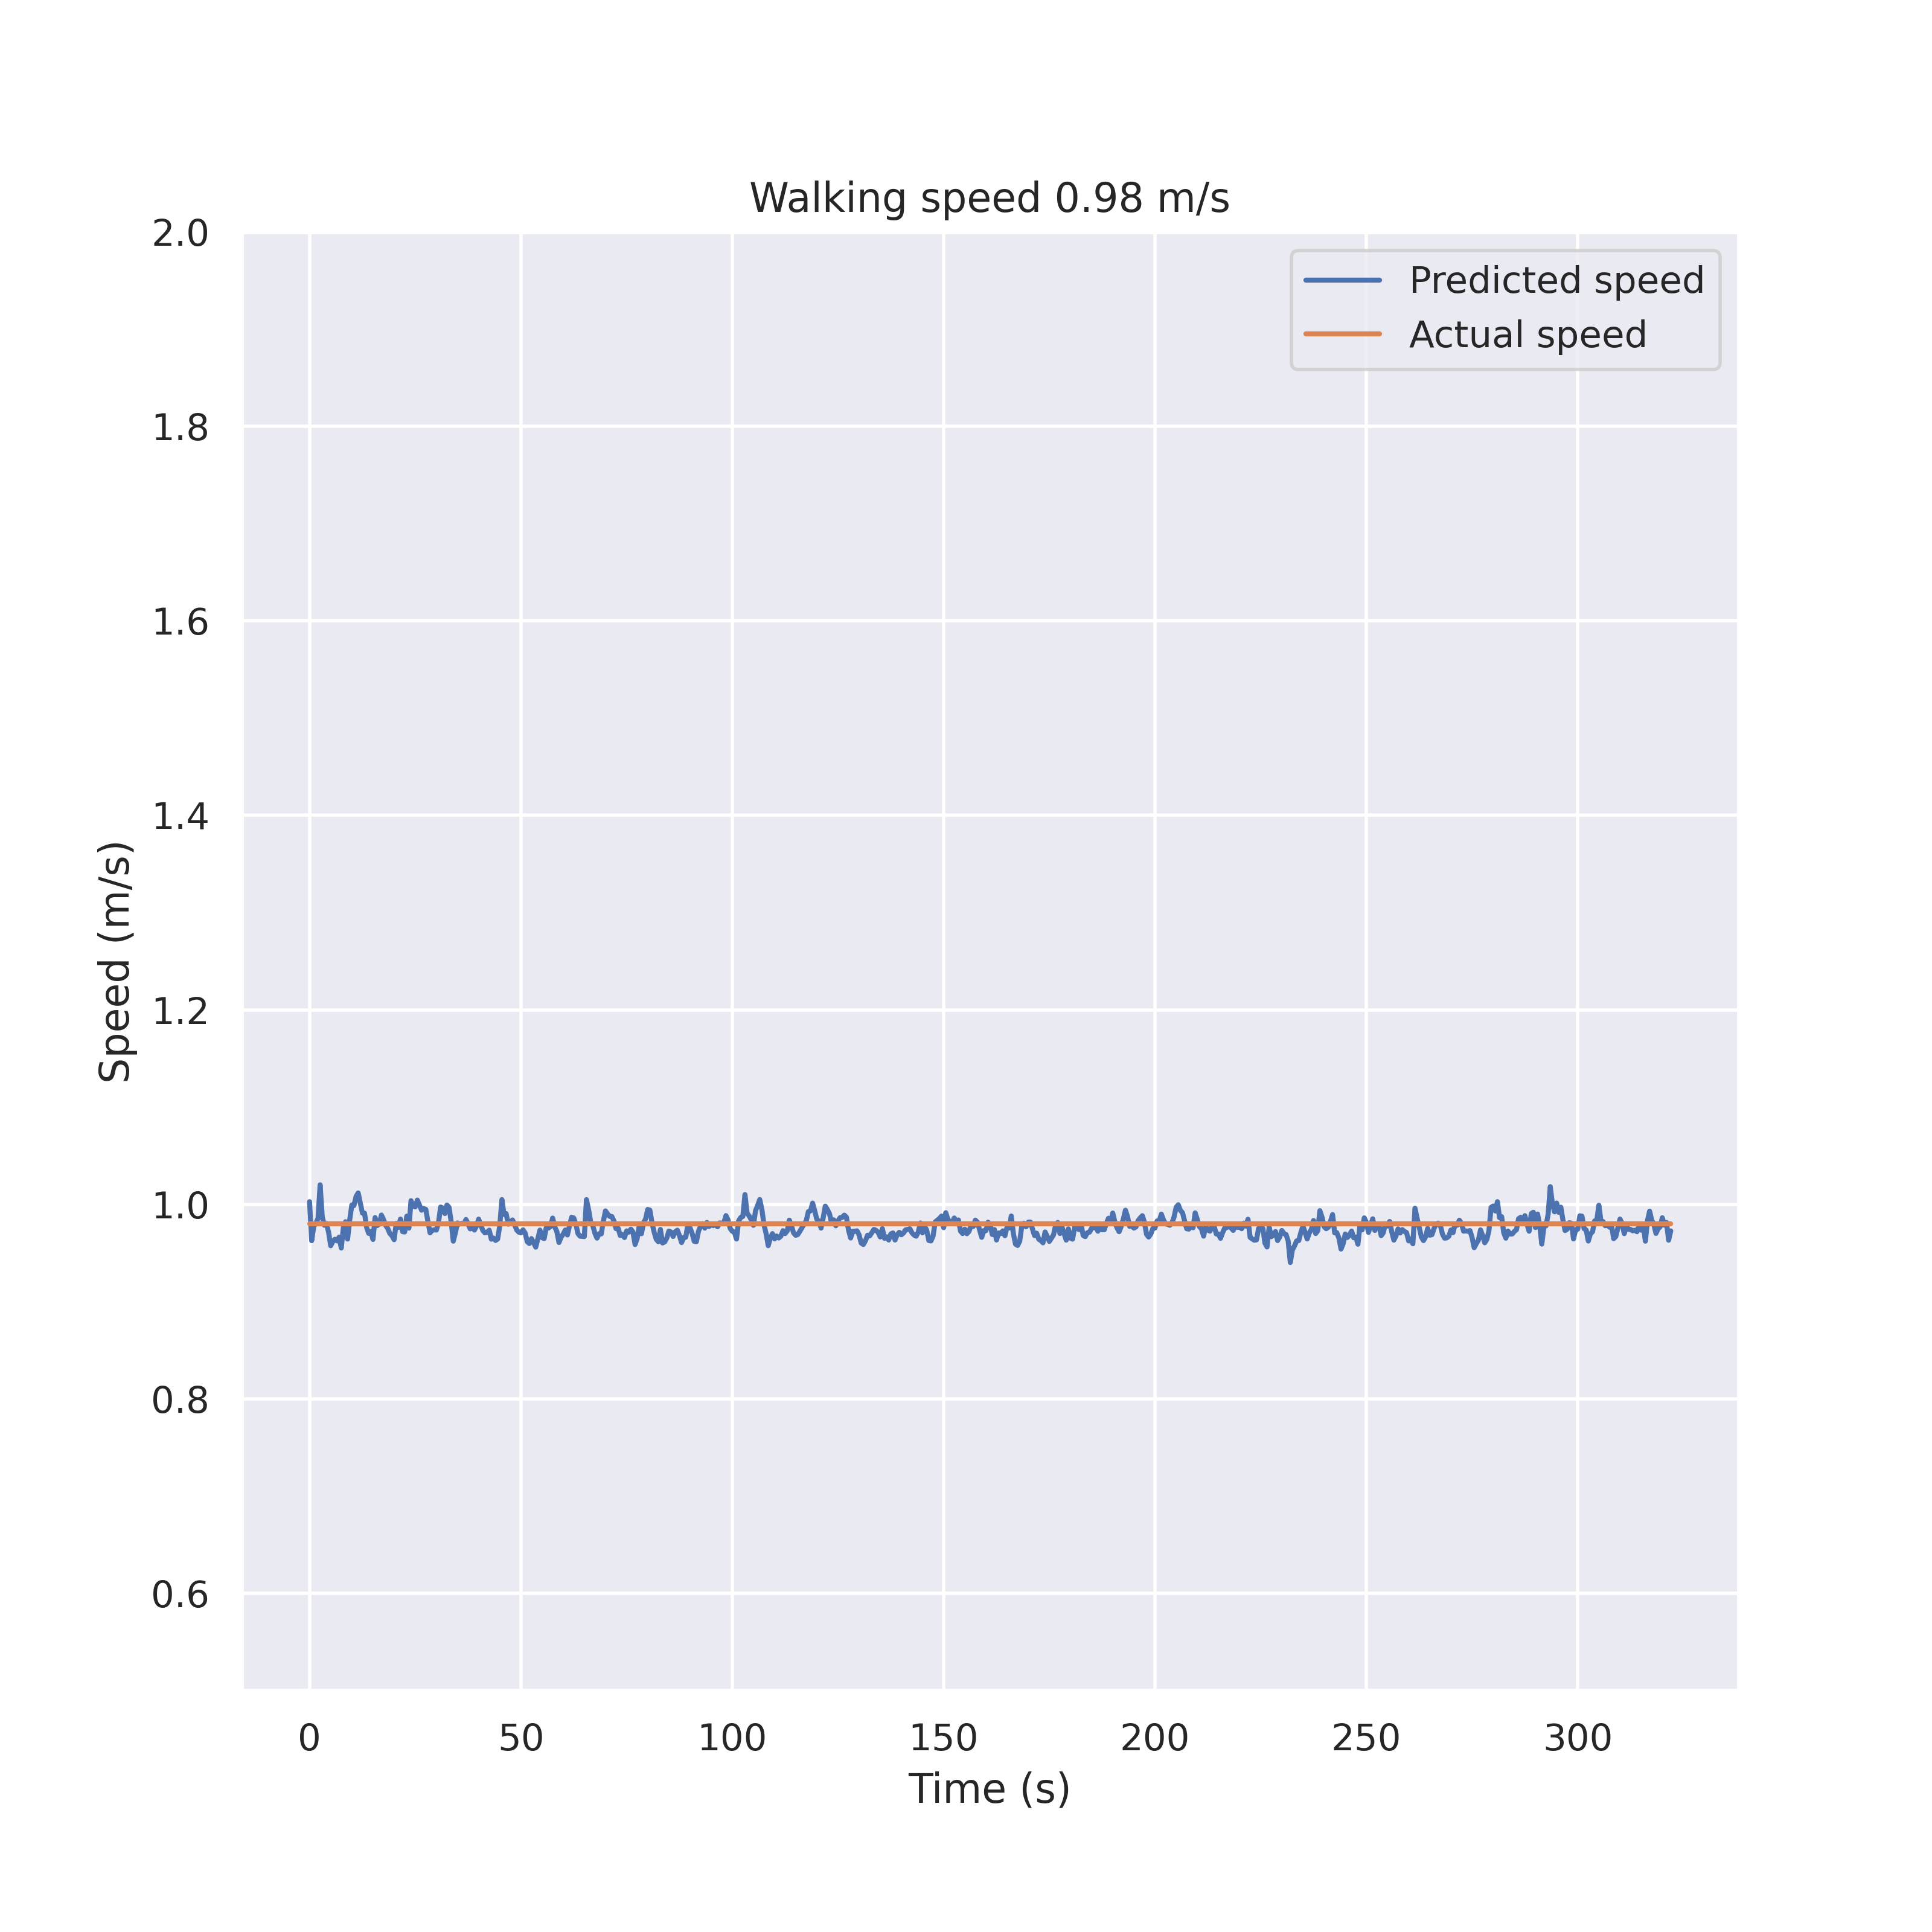 Walking speed 0.98 m/s
Predicted speed
Actual speed
2.0
1.8
1.6
1.4
1.2
1.0
0.8
0.6
Speed (m/s)
0 50 100 150 200 250 300
Time (s)